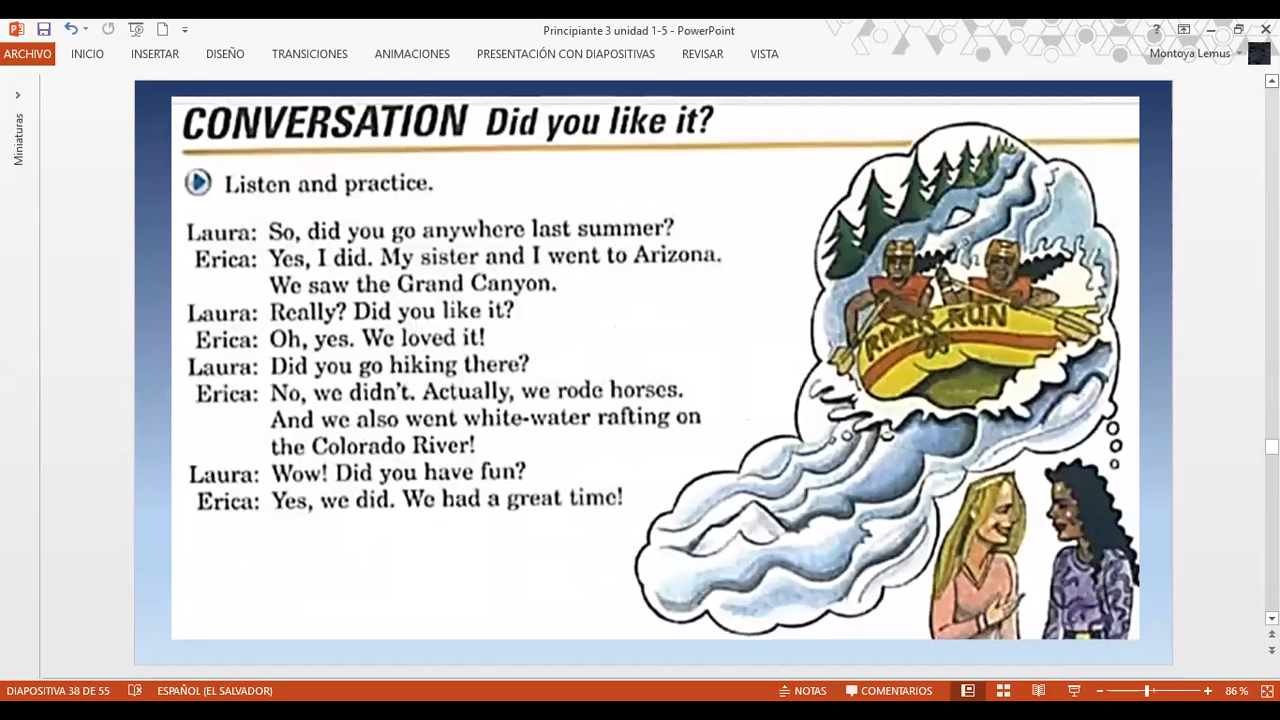 Principiante 3 unidad 1-5 - PowerPoint
?
ARCHIVO INICIO INSERTAR DISEÑO TRANSICIONES ANIMACIONES PRESENTACIÓN CON DIAPOSITIVAS REVISAR VISTA Montoya Lemus
Miniaturas
CONVERSATION Did you like it?
Listen and practice.
Laura: So, did you go anywhere last summer?
Erica: Yes, I did. My sister and I went to Arizona.
We saw the Grand Canyon.
Laura: Really? Did you like it?
Erica: Oh, yes. We loved it!
Laura: Did you go hiking there?
Erica: No, we didn't. Actually, we rode horses.
And we also went white-water rafting on
the Colorado River!
Laura: Wow! Did you have fun?
Erica: Yes, we did. We had a great time!
RUN
DIAPOSITIVA 38 DE 55 ESPAÑOL (EL SALVADOR) NOTAS COMENTARIOS 86 %